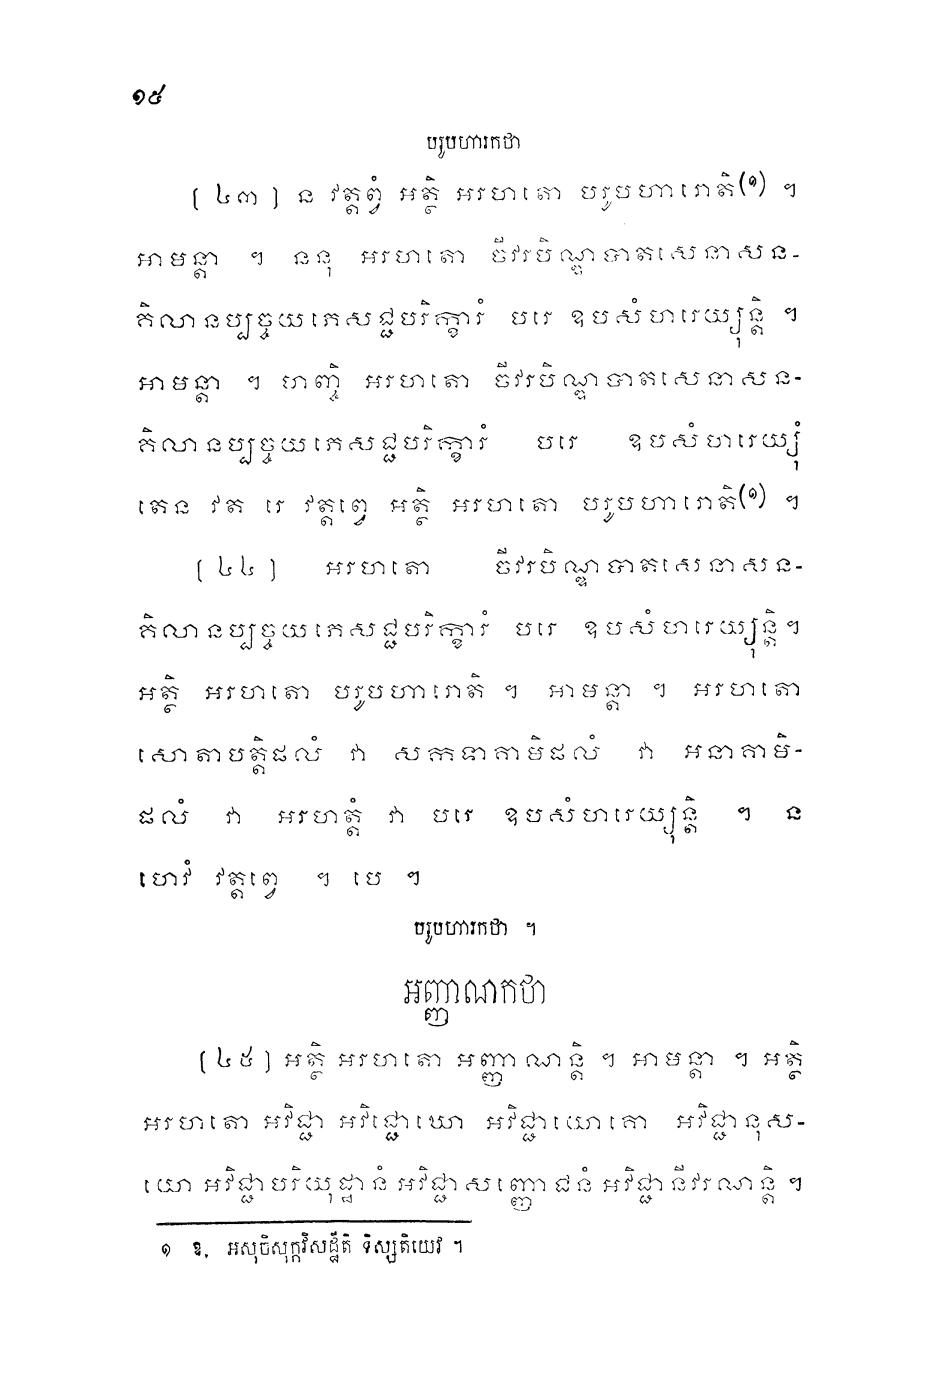 ១៥
បរូបហារកថា
[ ៤៣ ] ន វត្តព្វំ អត្ថិ អរហតោ បរូបហារោតិ(១) ។
អាមន្តា ។ ននុ អរហតោ ចីវរបិណ្ឌបាតសេនាសន-
គិលានប្បច្ចយភេសជ្ជបរិក្ខារំ បរេ ឧបសំហរេយ្យុន្តិ ។
អាមន្តា ។ ហញ្ចិ អរហតោ ចីវរបិណ្ឌបាតសេនាសន-
គិលានប្បច្ចយភេសជ្ជបរិក្ខារំ បរេ ឧបសំហរេយ្យុំ
តេន វត រេ វត្តព្វេ អត្ថិ អរហតោ បរូបហារោតិ(១) ។
[ ៤៤ ] អរហតោ ចីវរបិណ្ឌបាតសេនាសន-
គិលានប្បច្ចយភេសជ្ជបរិក្ខារំ បរេ ឧបសំហរេយ្យុន្តិ។
អត្ថិ អរហតោ បរូបហារោតិ ។ អាមន្តា ។ អរហតោ
សោតាបត្តិផលំ វា សកទាគាមិផលំ វា អនាគាមិ-
ផលំ វា អរហត្តំ វា បរេ ឧបសំហរេយ្យុន្តិ ។ ន
ហេវំ វត្តព្វេ ។ បេ ។
បរូបហារកថា ។
អញ្ញាណកថា
[ ៤៥ ] អត្ថិ អរហតោ អញ្ញាណន្តិ ។ អាមន្តា ។ អត្ថិ
អរហតោ អវិជ្ជា អវិជ្ជោឃោ អវិជ្ជាយោគោ អវិជ្ជានុស-
យោ អវិជ្ជាបរិយុដ្ឋានំ អវិជ្ជាសញ្ញោជនំ អវិជ្ជានីវរណន្តិ ។
១ ឱ. អសុចិសុក្កវិសដ្ឋីតិ ទិស្សតិយេវ ។